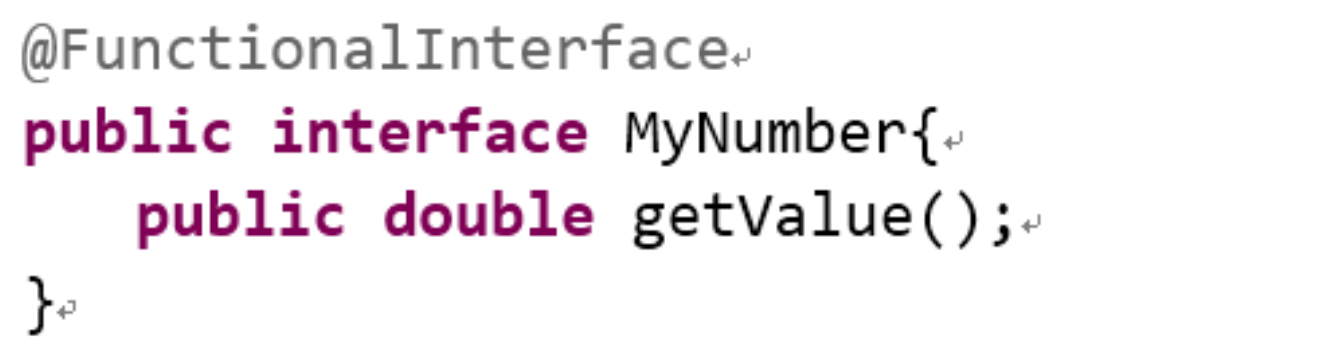 @FunctionalInterface
public interface MyNumber{
public double getValue();
}